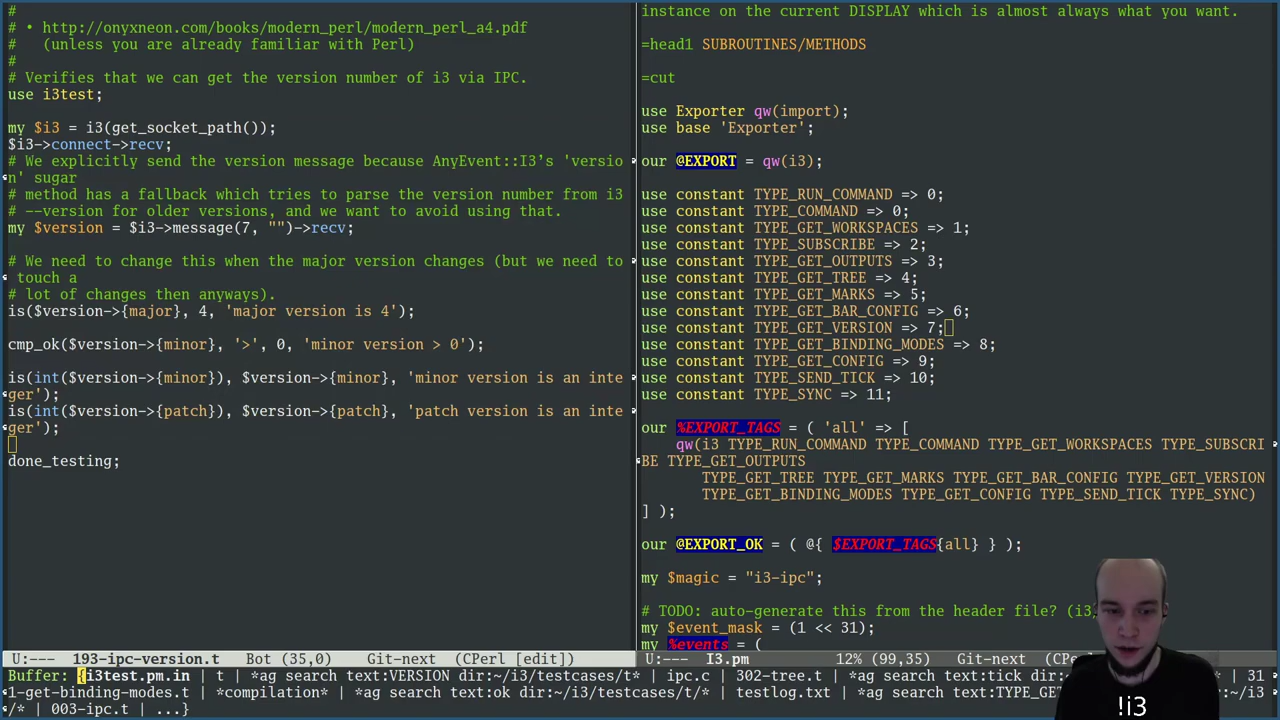 #
# • http://onyxneon.com/books/modern_perl/modern_perl_a4.pdf
#   (unless you are already familiar with Perl)
#
# Verifies that we can get the version number of i3 via IPC.
use i3test;
my $i3 = i3(get_socket_path());
$i3->connect->recv;
# We explicitly send the version message because AnyEvent::I3's 'versio
n' sugar
# method has a fallback which tries to parse the version number from i3
# --version for older versions, and we want to avoid using that.
my $version = $i3->message(7, "")->recv;
# We need to change this when the major version changes (but we need to
 touch a
# lot of changes then anyways).
is($version->{major}, 4, 'major version is 4');
cmp_ok($version->{minor}, '>', 0, 'minor version > 0');
is(int($version->{minor}), $version->{minor}, 'minor version is an inte
ger');
is(int($version->{patch}), $version->{patch}, 'patch version is an inte
ger');
done_testing;
U:---  193-ipc-version.t   Bot (35,0)     Git-next  (CPerl [edit])
instance on the current DISPLAY which is almost always what you want.
=head1 SUBROUTINES/METHODS
=cut
use Exporter qw(import);
use base 'Exporter';
our @EXPORT = qw(i3);
use constant TYPE_RUN_COMMAND => 0;
use constant TYPE_COMMAND => 0;
use constant TYPE_GET_WORKSPACES => 1;
use constant TYPE_SUBSCRIBE => 2;
use constant TYPE_GET_OUTPUTS => 3;
use constant TYPE_GET_TREE => 4;
use constant TYPE_GET_MARKS => 5;
use constant TYPE_GET_BAR_CONFIG => 6;
use constant TYPE_GET_VERSION => 7;
use constant TYPE_GET_BINDING_MODES => 8;
use constant TYPE_GET_CONFIG => 9;
use constant TYPE_SEND_TICK => 10;
use constant TYPE_SYNC => 11;
our %EXPORT_TAGS = ( 'all' => [
    qw(i3 TYPE_RUN_COMMAND TYPE_COMMAND TYPE_GET_WORKSPACES TYPE_SUBSCRI
BE TYPE_GET_OUTPUTS
       TYPE_GET_TREE TYPE_GET_MARKS TYPE_GET_BAR_CONFIG TYPE_GET_VERSION
       TYPE_GET_BINDING_MODES TYPE_GET_CONFIG TYPE_SEND_TICK TYPE_SYNC)
] );
our @EXPORT_OK = ( @{ $EXPORT_TAGS{all} } );
my $magic = "i3-ipc";
# TODO: auto-generate this from the header file? (i3/
my $event_mask = (1 << 31);
my %events = (
U:---  I3.pm          12% (99,35)    Git-next  (CPe
Buffer: {i3test.pm.in | t | *ag search text:VERSION dir:~/i3/testcases/t* | ipc.c | 302-tree.t | *ag search text:tick d * | 31
1-get-binding-modes.t | *compilation* | *ag search text:ok dir:~/i3/testcases/t/* | testlog.txt | *ag search text:TYPE_GET
/* | 003-ipc.t | ...}
!i3